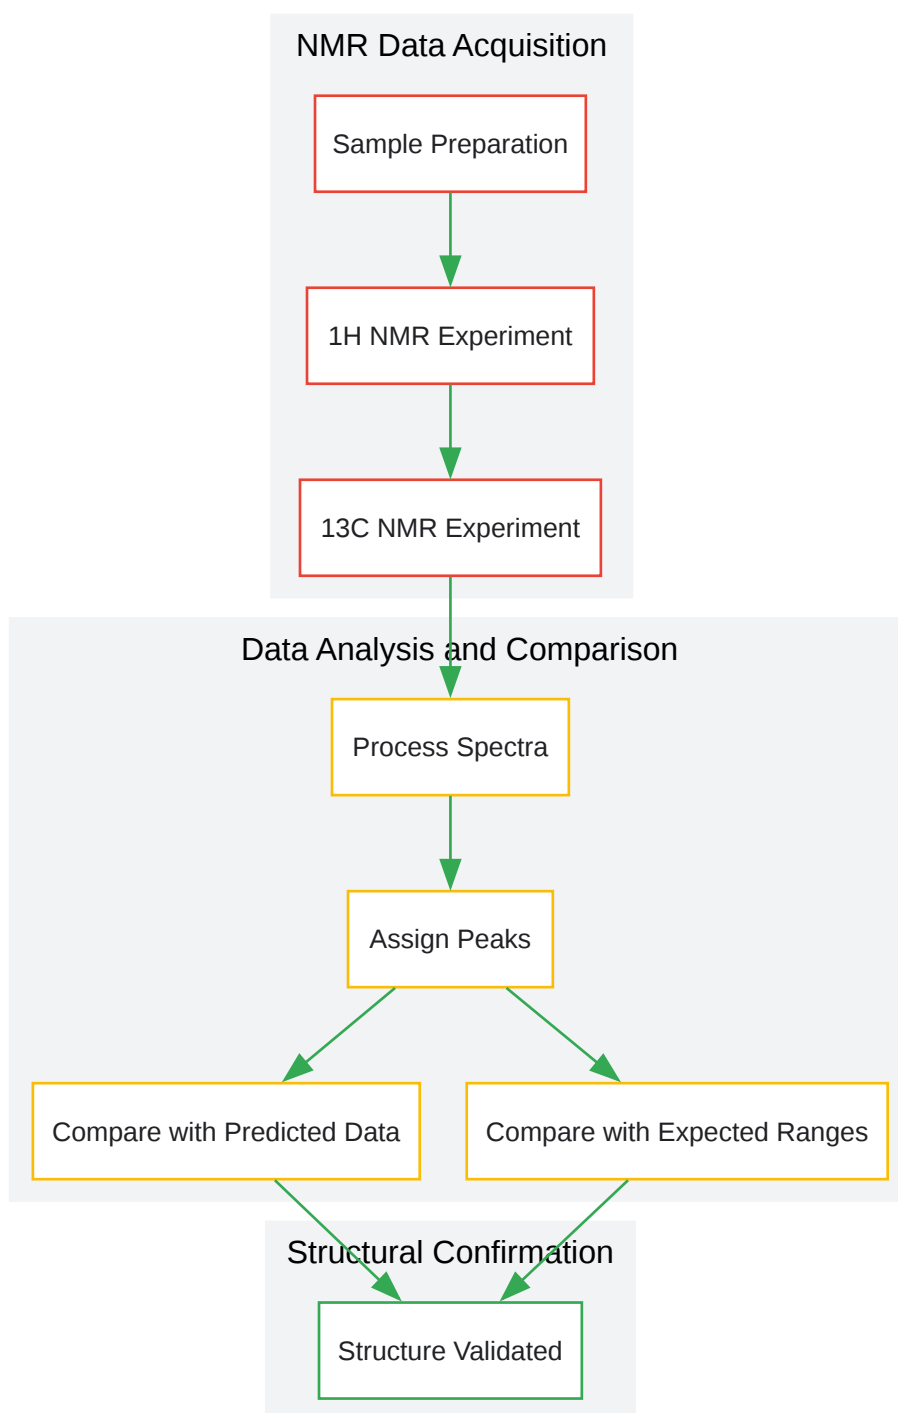 NMR Data Acquisition
Sample Preparation
1H NMR Experiment
13C NMR Experiment
Data Analysis and Comparison
Process Spectra
Assign Peaks
Compare with Predicted Data
Compare with Expected Ranges
Structural Confirmation
Structure Validated